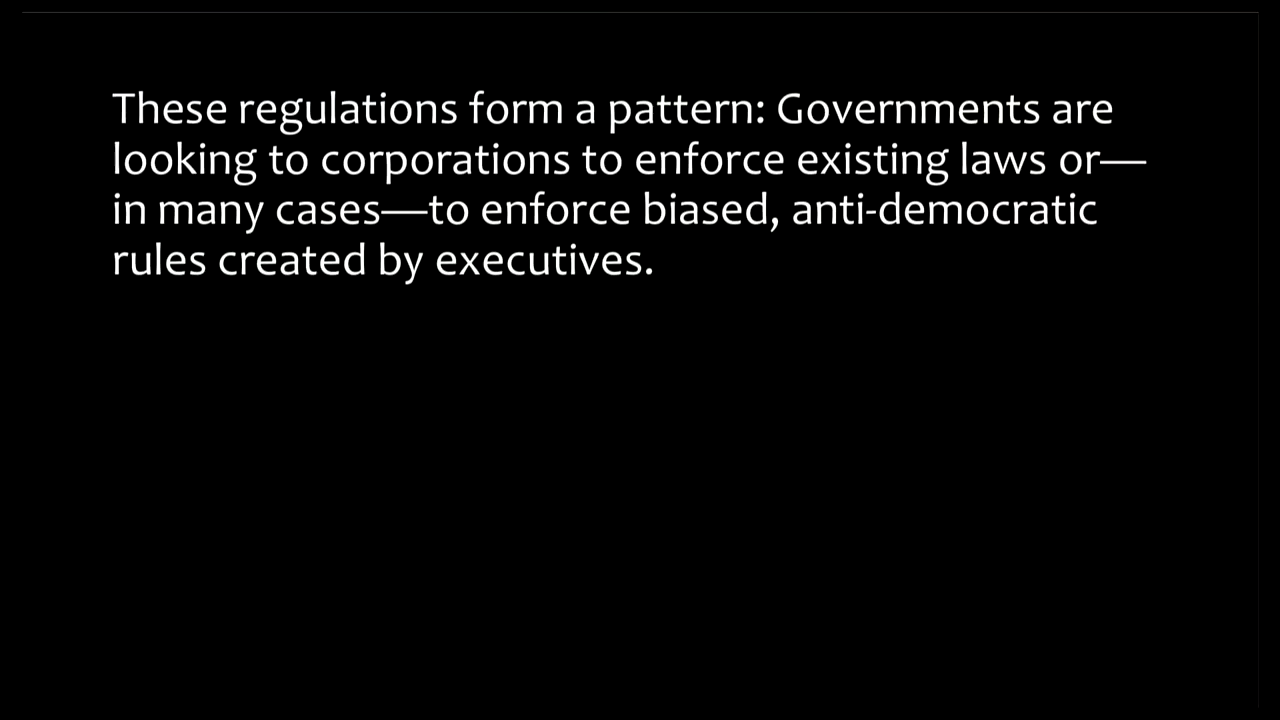 These regulations form a pattern: Governments are
looking to corporations to enforce existing laws or—
in many cases—to enforce biased, anti-democratic
rules created by executives.